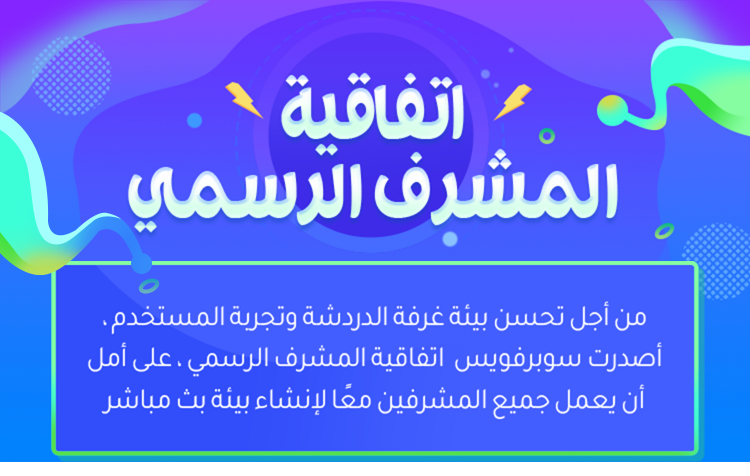 اتفاقية
المشرف الرسمي
من أجل تحسن بيئة غرفة الدردشة وتجربة المستخدم ،
أصدرت سوبرفويس اتفاقية المشرف الرسمي ، على أمل
أن يعمل جميع المشرفين معًا لإنشاء بيئة بث مباشر